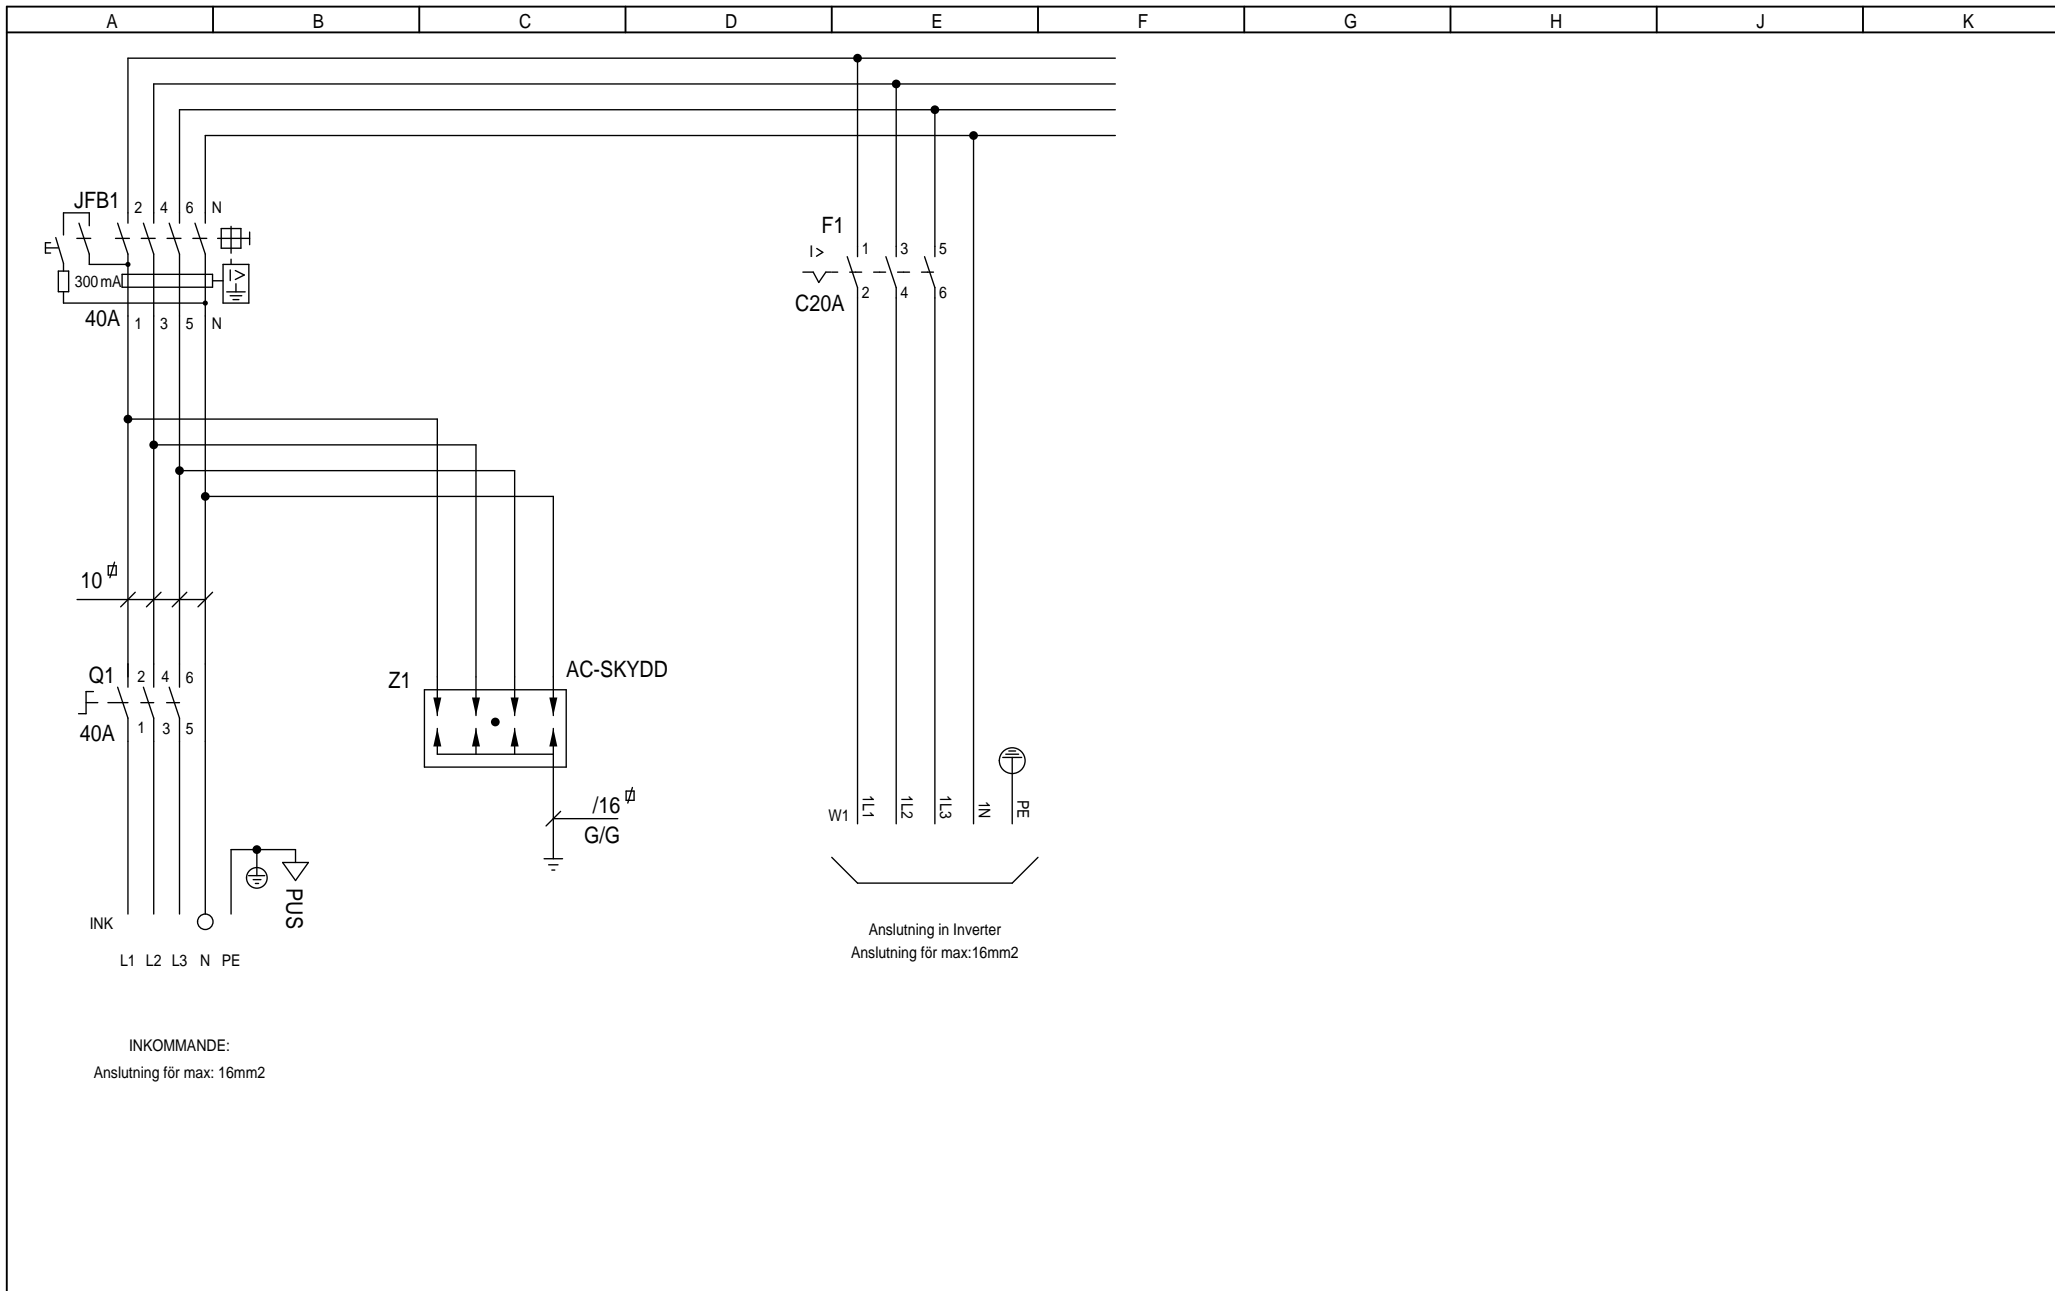 A B C D E F G H J K
JFB1
2 4 6 N
300 mA
I>
40A
1 3 5 N
F1
I>
1 3 5
C20A
2 4 6
10
Q1
2 4 6
40A
1 3 5
Z1
AC-SKYDD
/16
G/G
W1
1L1
1L2
1L3
1N
PE
PUS
INK
L1 L2 L3 N PE
Anslutning in Inverter
Anslutning för max:16mm2
INKOMMANDE:
Anslutning för max: 16mm2